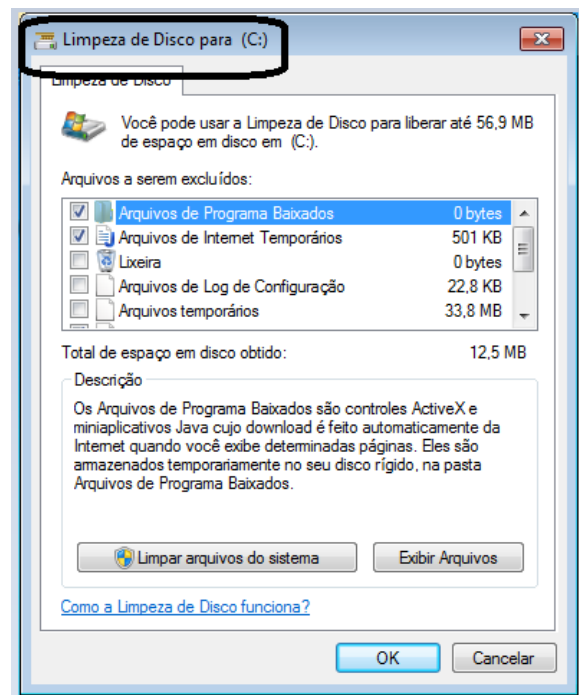 Limpeza de Disco para (C:)
Limpeza de Disco
Você pode usar a Limpeza de Disco para liberar até 56,9 MB
de espaço em disco em (C:).
Arquivos a serem excluídos:
Arquivos de Programa Baixados 0 bytes
Arquivos de Internet Temporários 501 KB
Lixeira 0 bytes
Arquivos de Log de Configuração 22,8 KB
Arquivos temporários 33,8 MB
Total de espaço em disco obtido: 12,5 MB
Descrição
Os Arquivos de Programa Baixados são controles ActiveX e
miniaplicativos Java cujo download é feito automaticamente da
Internet quando você exibe determinadas páginas. Eles são
armazenados temporariamente no seu disco rígido, na pasta
Arquivos de Programa Baixados.
Limpar arquivos do sistema Exibir Arquivos
Como a Limpeza de Disco funciona?
OK Cancelar